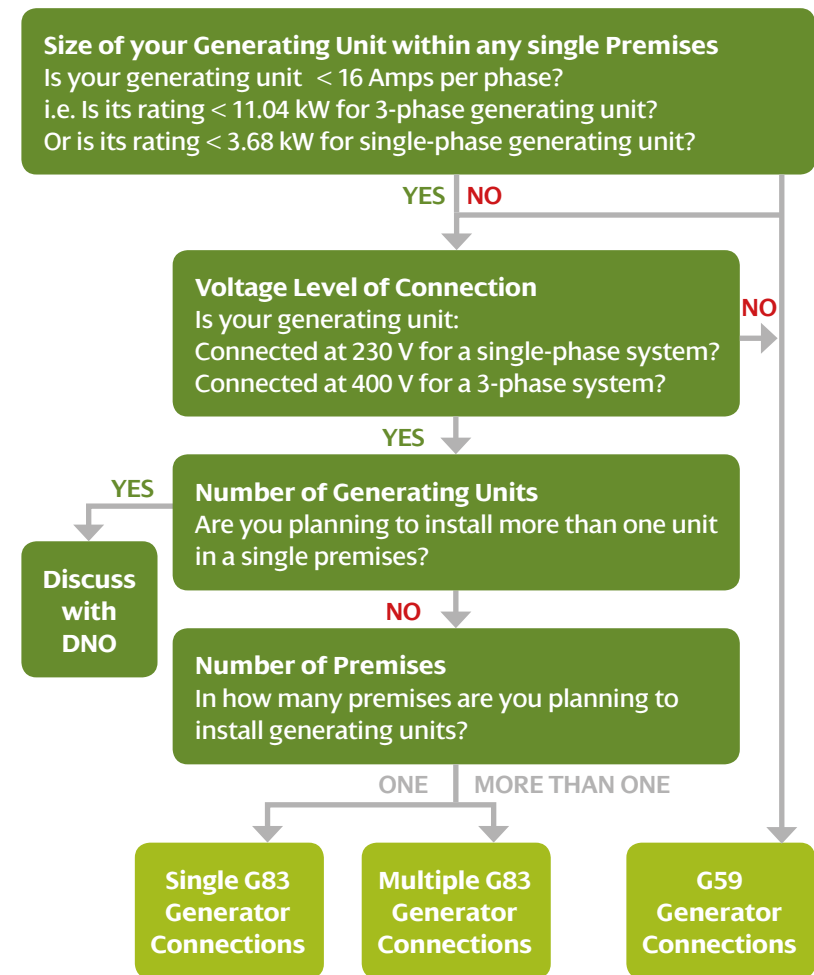 Size of your Generating Unit within any single Premises
Is your generating unit < 16 Amps per phase?
i.e. Is its rating < 11.04 kW for 3-phase generating unit?
Or is its rating < 3.68 kW for single-phase generating unit?
YES NO
Voltage Level of Connection
Is your generating unit:
Connected at 230 V for a single-phase system?
Connected at 400 V for a 3-phase system?
NO
YES
YES
Number of Generating Units
Are you planning to install more than one unit
in a single premises?
Discuss
with
DNO
NO
Number of Premises
In how many premises are you planning to
install generating units?
ONE MORE THAN ONE
Single G83
Generator
Connections
Multiple G83
Generator
Connections
G59
Generator
Connections